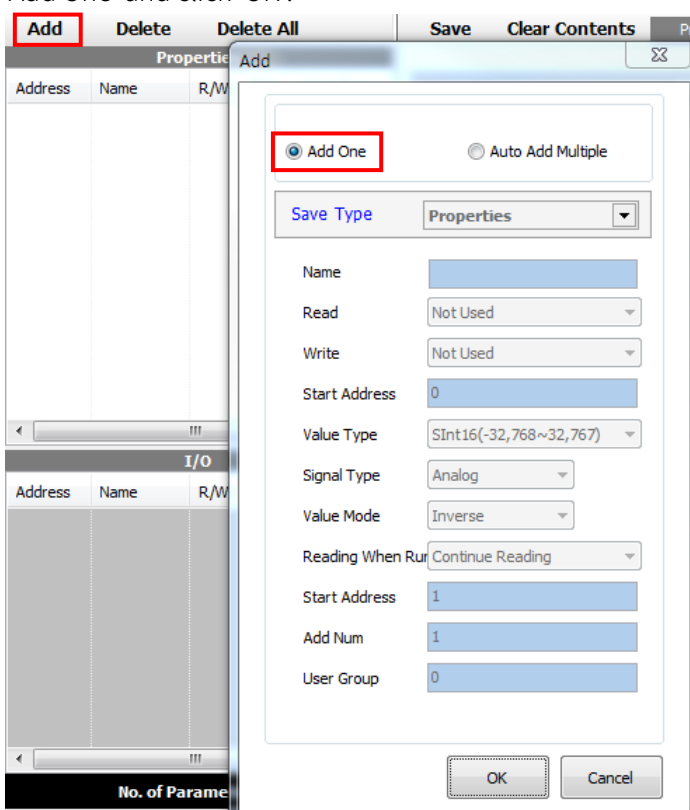 Add Delete Delete All Save Clear Contents
Add
Address Name R/W
Add One Auto Add Multiple
Save Type Properties
Name
Read Not Used
Write Not Used
Start Address 0
Value Type SInt16(-32,768~32,767)
I/O
Signal Type Analog
Address Name R/W
Value Mode Inverse
Reading When Run Continue Reading
Start Address 1
Add Num 1
User Group 0
OK Cancel
No. of Parame